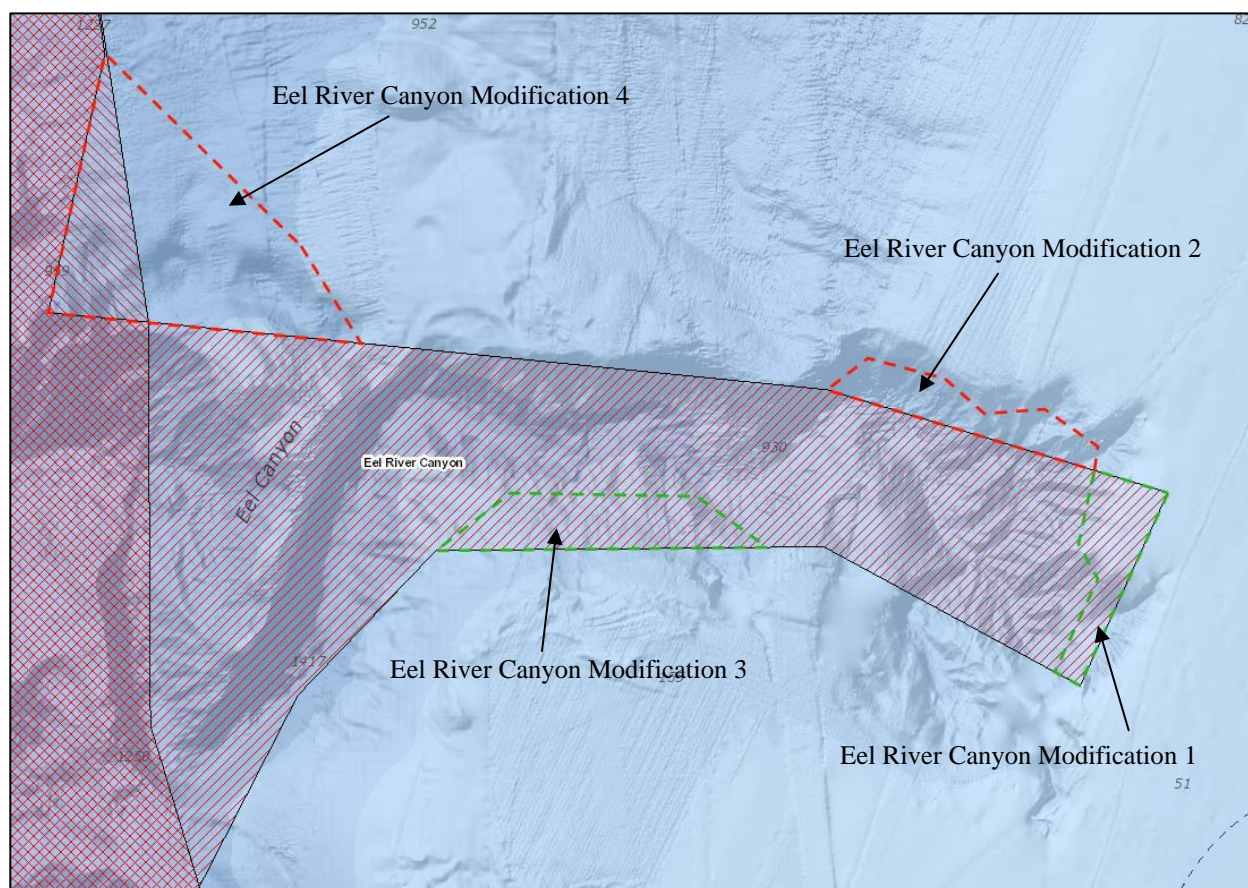 952
82
Eel River Canyon Modification 4
Eel River Canyon Modification 2
930
Eel River Canyon
Eel Canyon
Eel River Canyon Modification 3
1417
Eel River Canyon Modification 1
51